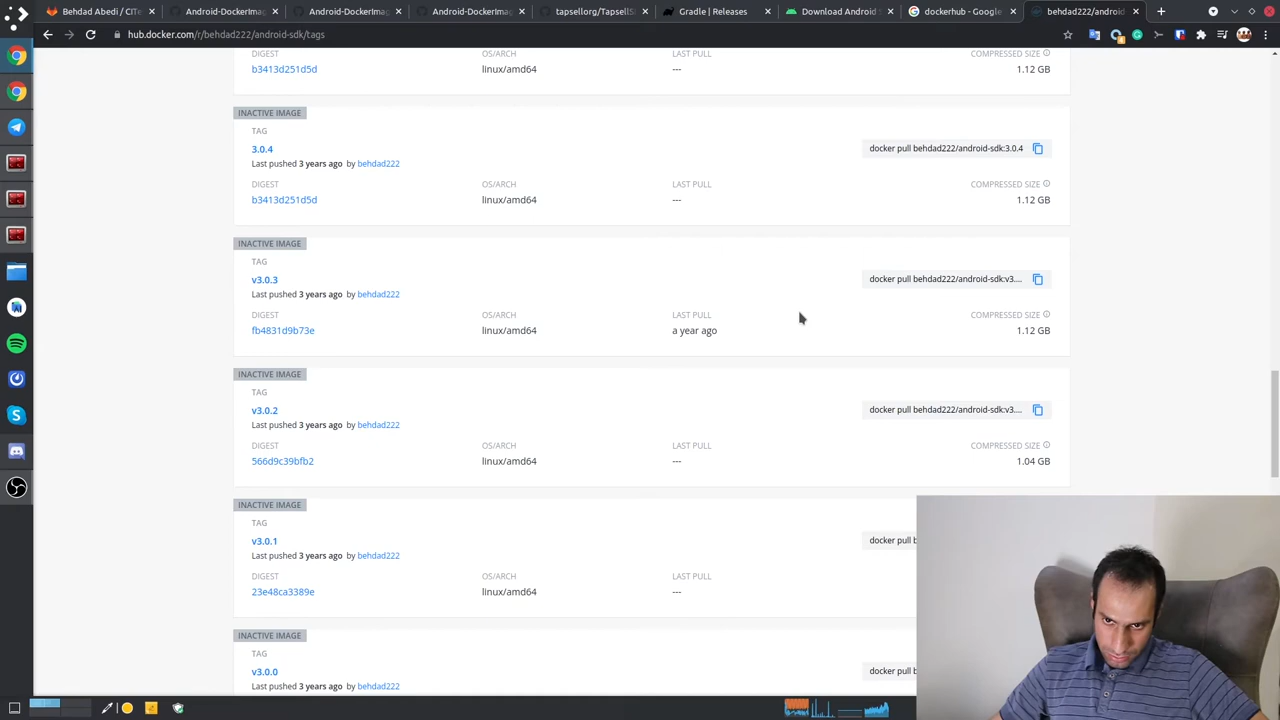 Behdad Abedi / CITe
Android-Dockerimage
Android-Dockerimage
Android-Dockerimag
tapsellorg/TapsellS
Gradle | Releases
Download Android
dockerhub - Google
behdad222/android
hub.docker.com/r/behdad222/android-sdk/tags
DIGEST OS/ARCH LAST PULL COMPRESSED SIZE
b3413d251d5d linux/amd64 --- 1.12 GB
INACTIVE IMAGE
TAG
3.0.4 docker pull behdad222/android-sdk:3.0.4
Last pushed 3 years ago by behdad222
DIGEST OS/ARCH LAST PULL COMPRESSED SIZE
b3413d251d5d linux/amd64 --- 1.12 GB
INACTIVE IMAGE
TAG
v3.0.3 docker pull behdad222/android-sdk:v3....
Last pushed 3 years ago by behdad222
DIGEST OS/ARCH LAST PULL COMPRESSED SIZE
fb4831d9b73e linux/amd64 a year ago 1.12 GB
INACTIVE IMAGE
TAG
v3.0.2 docker pull behdad222/android-sdk:v3....
Last pushed 3 years ago by behdad222
DIGEST OS/ARCH LAST PULL COMPRESSED SIZE
566d9c39bfb2 linux/amd64 --- 1.04 GB
INACTIVE IMAGE
TAG
v3.0.1 docker pull b
Last pushed 3 years ago by behdad222
DIGEST OS/ARCH LAST PULL
23e48ca3389e linux/amd64 ---
INACTIVE IMAGE
TAG
v3.0.0 docker pull b
Last pushed 3 years ago by behdad222